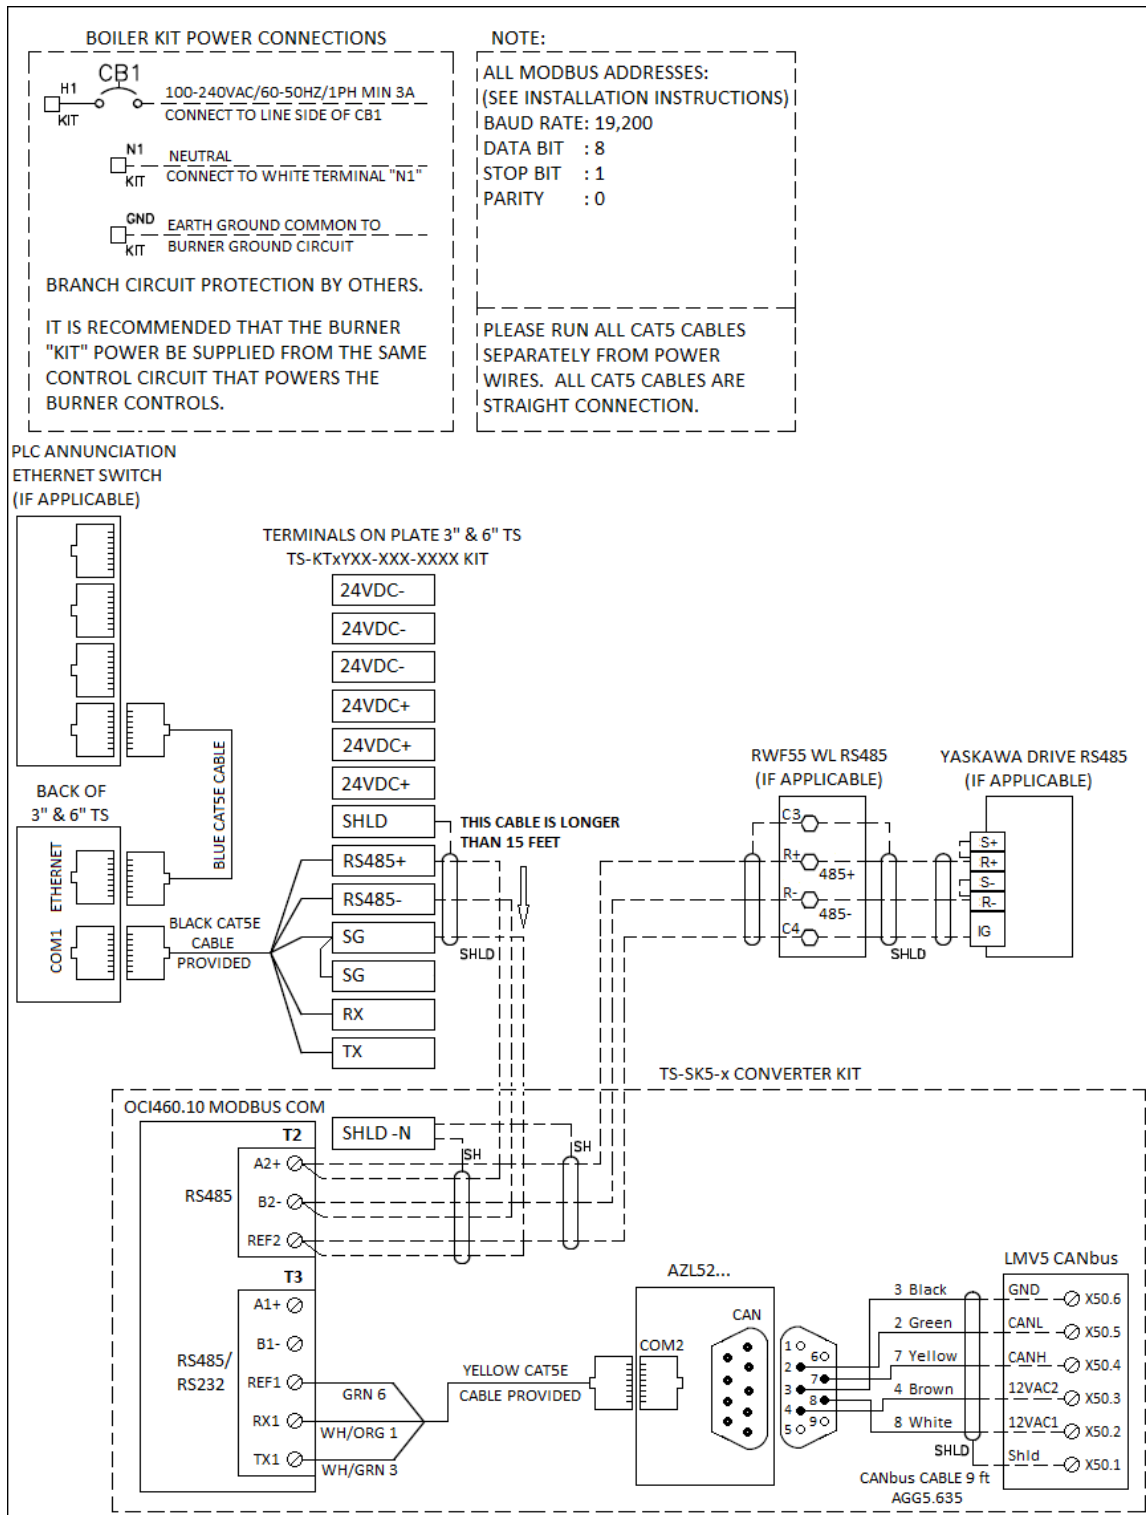 BOILER KIT POWER CONNECTIONS
CB1
H1
KIT
100-240VAC/60-50HZ/1PH MIN 3A
CONNECT TO LINE SIDE OF CB1
N1
KIT
NEUTRAL
CONNECT TO WHITE TERMINAL "N1"
GND
KIT
EARTH GROUND COMMON TO
BURNER GROUND CIRCUIT
BRANCH CIRCUIT PROTECTION BY OTHERS.
IT IS RECOMMENDED THAT THE BURNER
"KIT" POWER BE SUPPLIED FROM THE SAME
CONTROL CIRCUIT THAT POWERS THE
BURNER CONTROLS.
NOTE:
ALL MODBUS ADDRESSES:
(SEE INSTALLATION INSTRUCTIONS)
BAUD RATE: 19,200
DATA BIT : 8
STOP BIT : 1
PARITY : 0
PLEASE RUN ALL CAT5 CABLES
SEPARATELY FROM POWER
WIRES. ALL CAT5 CABLES ARE
STRAIGHT CONNECTION.
PLC ANNUNCIATION
ETHERNET SWITCH
(IF APPLICABLE)
BLUE CAT5E CABLE
BACK OF
3" & 6" TS
ETHERNET
COM1
BLACK CAT5E
CABLE
PROVIDED
TERMINALS ON PLATE 3" & 6" TS
TS-KTxYXX-XXX-XXXX KIT
24VDC-
24VDC-
24VDC-
24VDC+
24VDC+
24VDC+
SHLD
RS485+
RS485-
SG
SG
RX
TX
THIS CABLE IS LONGER
THAN 15 FEET
SHLD
RWF55 WL RS485
(IF APPLICABLE)
C3
R+
485+
R-
485-
C4
SHLD
YASKAWA DRIVE RS485
(IF APPLICABLE)
S+
R+
S-
R-
IG
TS-SK5-x CONVERTER KIT
OCI460.10 MODBUS COM
SHLD -N
SH
SH
T2
A2+
RS485
B2-
REF2
T3
A1+
B1-
RS485/
RS232
REF1
RX1
TX1
GRN 6
WH/ORG 1
WH/GRN 3
YELLOW CAT5E
CABLE PROVIDED
AZL52...
COM2
CAN
1
6
2
7
3
8
4
9
5
3 Black
2 Green
7 Yellow
4 Brown
8 White
SHLD
CANbus CABLE 9 ft
AGG5.635
LMV5 CANbus
GND
X50.6
CANL
X50.5
CANH
X50.4
12VAC2
X50.3
12VAC1
X50.2
Shld
X50.1